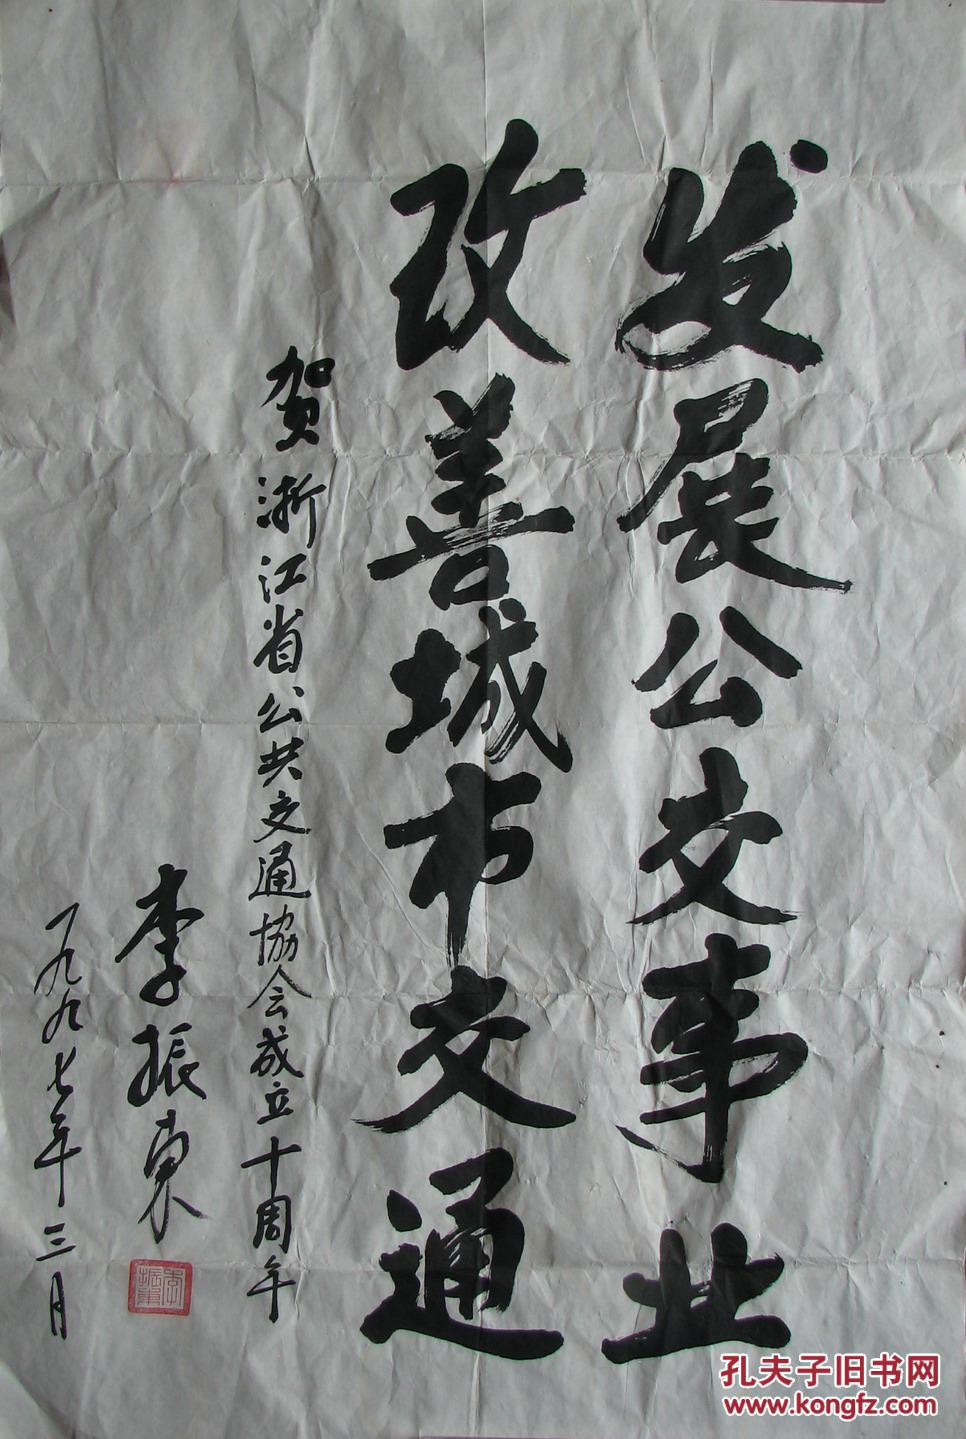 发展公交事业
改善城市交通
贺浙江省公共交通協会成立十周年
李振東
一九九七年三月
孔夫子旧书网
www.kongfz.com